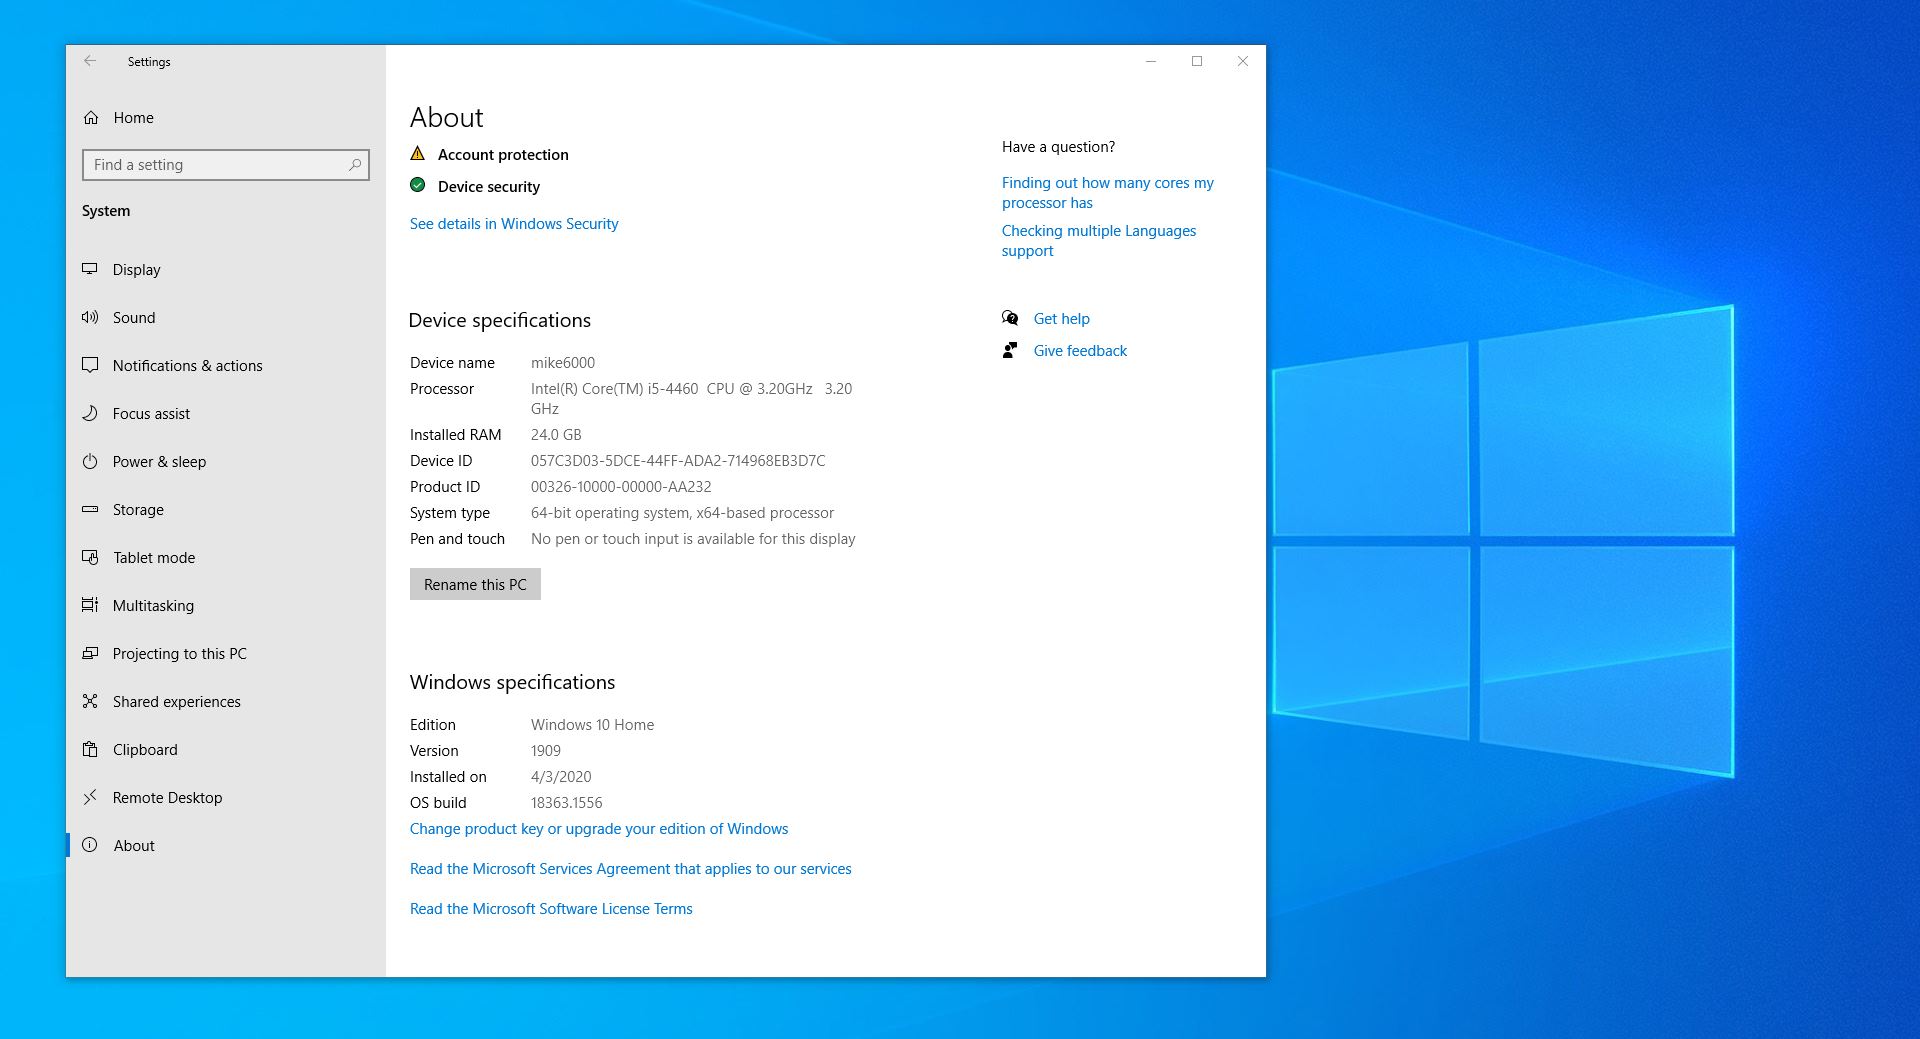 Settings
Home
Find a setting
System
Display
Sound
Notifications & actions
Focus assist
Power & sleep
Storage
Tablet mode
Multitasking
Projecting to this PC
Shared experiences
Clipboard
Remote Desktop
About
About
Account protection
Device security
See details in Windows Security
Device specifications
Device name mike6000
Processor Intel(R) Core(TM) i5-4460 CPU @ 3.20GHz 3.20
GHz
Installed RAM 24.0 GB
Device ID 057C3D03-5DCE-44FF-ADA2-714968EB3D7C
Product ID 00326-10000-00000-AA232
System type 64-bit operating system, x64-based processor
Pen and touch No pen or touch input is available for this display
Rename this PC
Windows specifications
Edition Windows 10 Home
Version 1909
Installed on 4/3/2020
OS build 18363.1556
Change product key or upgrade your edition of Windows
Read the Microsoft Services Agreement that applies to our services
Read the Microsoft Software License Terms
Have a question?
Finding out how many cores my
processor has
Checking multiple Languages
support
Get help
Give feedback